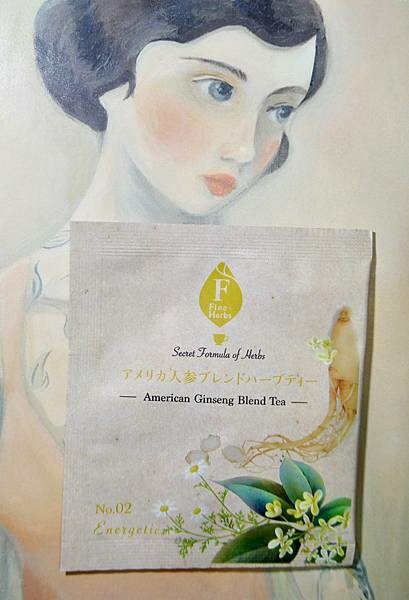 F
Fine
Herbs
Secret Formula of Herbs
アメリカ人参ブレンドハーブティー
American Ginseng Blend Tea
No.02
Energetic